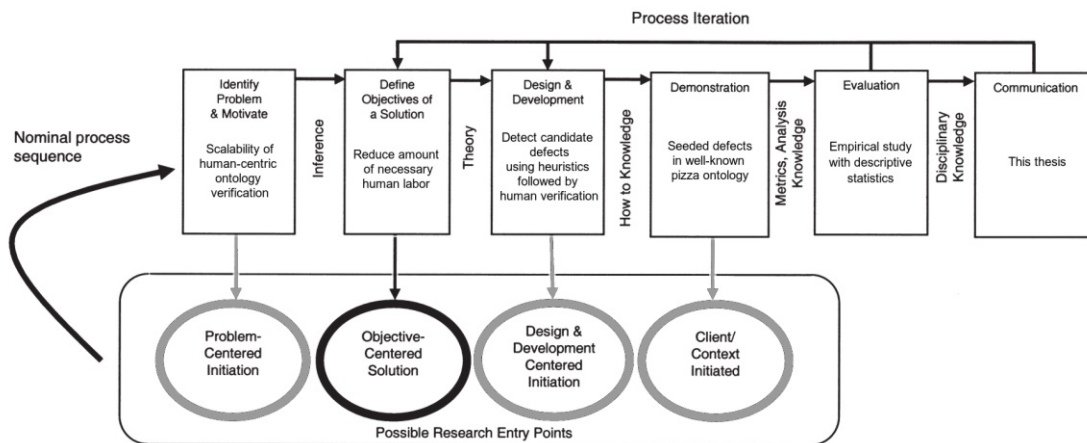 Process Iteration
Nominal process
sequence
Identify
Problem
& Motivate
Scalability of
human-centric
ontology
verification
Inference
Define
Objectives of
a Solution
Reduce amount
of necessary
human labor
Theory
Design &
Development
Detect candidate
defects
using heuristics
followed by
human verification
How to Knowledge
Demonstration
Seeded defects
in well-known
pizza ontology
Metrics, Analysis
Knowledge
Evaluation
Empirical study
with descriptive
statistics
Disciplinary
Knowledge
Communication
This thesis
Problem-
Centered
Initiation
Objective-
Centered
Solution
Design &
Development
Centered
Initiation
Client/
Context
Initiated
Possible Research Entry Points